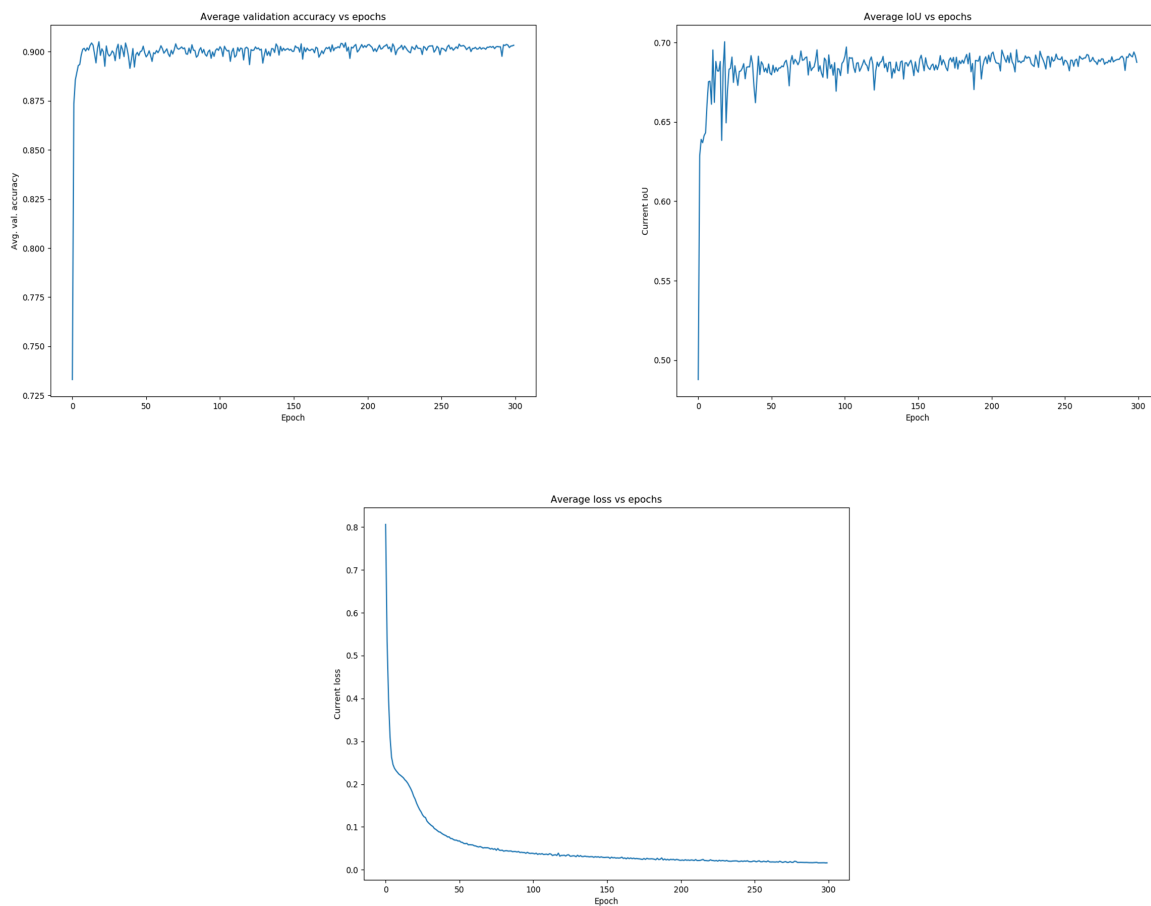 Average validation accuracy vs epochs
0.900
0.875
0.850
0.825
0.800
0.775
0.750
0.725
Avg. val. accuracy
0 50 100 150 200 250 300
Epoch
Average IoU vs epochs
0.70
0.65
0.60
0.55
0.50
Current IoU
0 50 100 150 200 250 300
Epoch
Average loss vs epochs
0.8
0.7
0.6
0.5
0.4
0.3
0.2
0.1
0.0
Current loss
0 50 100 150 200 250 300
Epoch